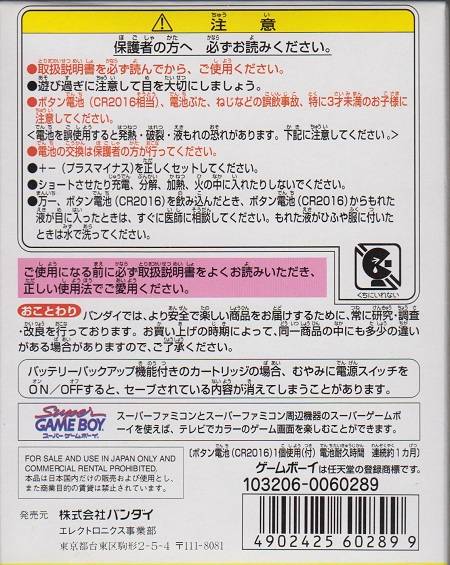 注意
保護者の方へ 必ずお読みください。
●取扱説明書を必ず読んでから、ご使用ください。
●遊び過ぎに注意して目を大切にしましょう。
●ボタン電池（CR2016相当）、電池ぶた、ねじなどの誤飲事故、特に3才未満のお子様に
注意してください。
〈電池を誤使用すると発熱・破裂・液もれの恐れがあります。下記に注意してください。〉
●電池の交換は保護者の方が行ってください。
●＋－（プラスマイナス）を正しくセットしてください。
●ショートさせたり充電、分解、加熱、火の中に入れたりしないでください。
●万一、ボタン電池（CR2016）を飲み込んだとき、ボタン電池（CR2016）からもれた
液が目に入ったときは、すぐに医師に相談してください。もれた液がひふや服に付いた
ときは水で洗ってください。
ご使用になる前に必ず取扱説明書をよくお読みいただき、
正しい使用法でご愛用ください。
くちにいれない
おことわり バンダイでは、より安全で楽しい商品をお届けするために、常に研究・調査
・改良を行っております。お買い上げの時期によって、同一商品の中にも多少の違い
がある場合がありますので、ご了承ください。
バッテリーバックアップ機能付きのカートリッジの場合、むやみに電源スイッチを
ON／OFFすると、セーブされている内容が消えてしまうことがあります。
Super
GAME BOY
スーパーゲームボーイ
スーパーファミコンとスーパーファミコン周辺機器のスーパーゲームボ
ーイを使えば、テレビでカラーのゲーム画面を楽しむことができます。
FOR SALE AND USE IN JAPAN ONLY AND
COMMERCIAL RENTAL PROHIBITED.
本品は日本国内だけの販売および使用とし、
また商業目的の賃貸は禁止されています。
〔ボタン電池（CR2016）1個使用（付） 電池耐久時間 連続約1カ月〕
ゲームボーイは任天堂の登録商標です。
103206-0060289
発売元 株式会社バンダイ
エレクトロニクス事業部
東京都台東区駒形2-5-4 〒111-8081
4902425602899